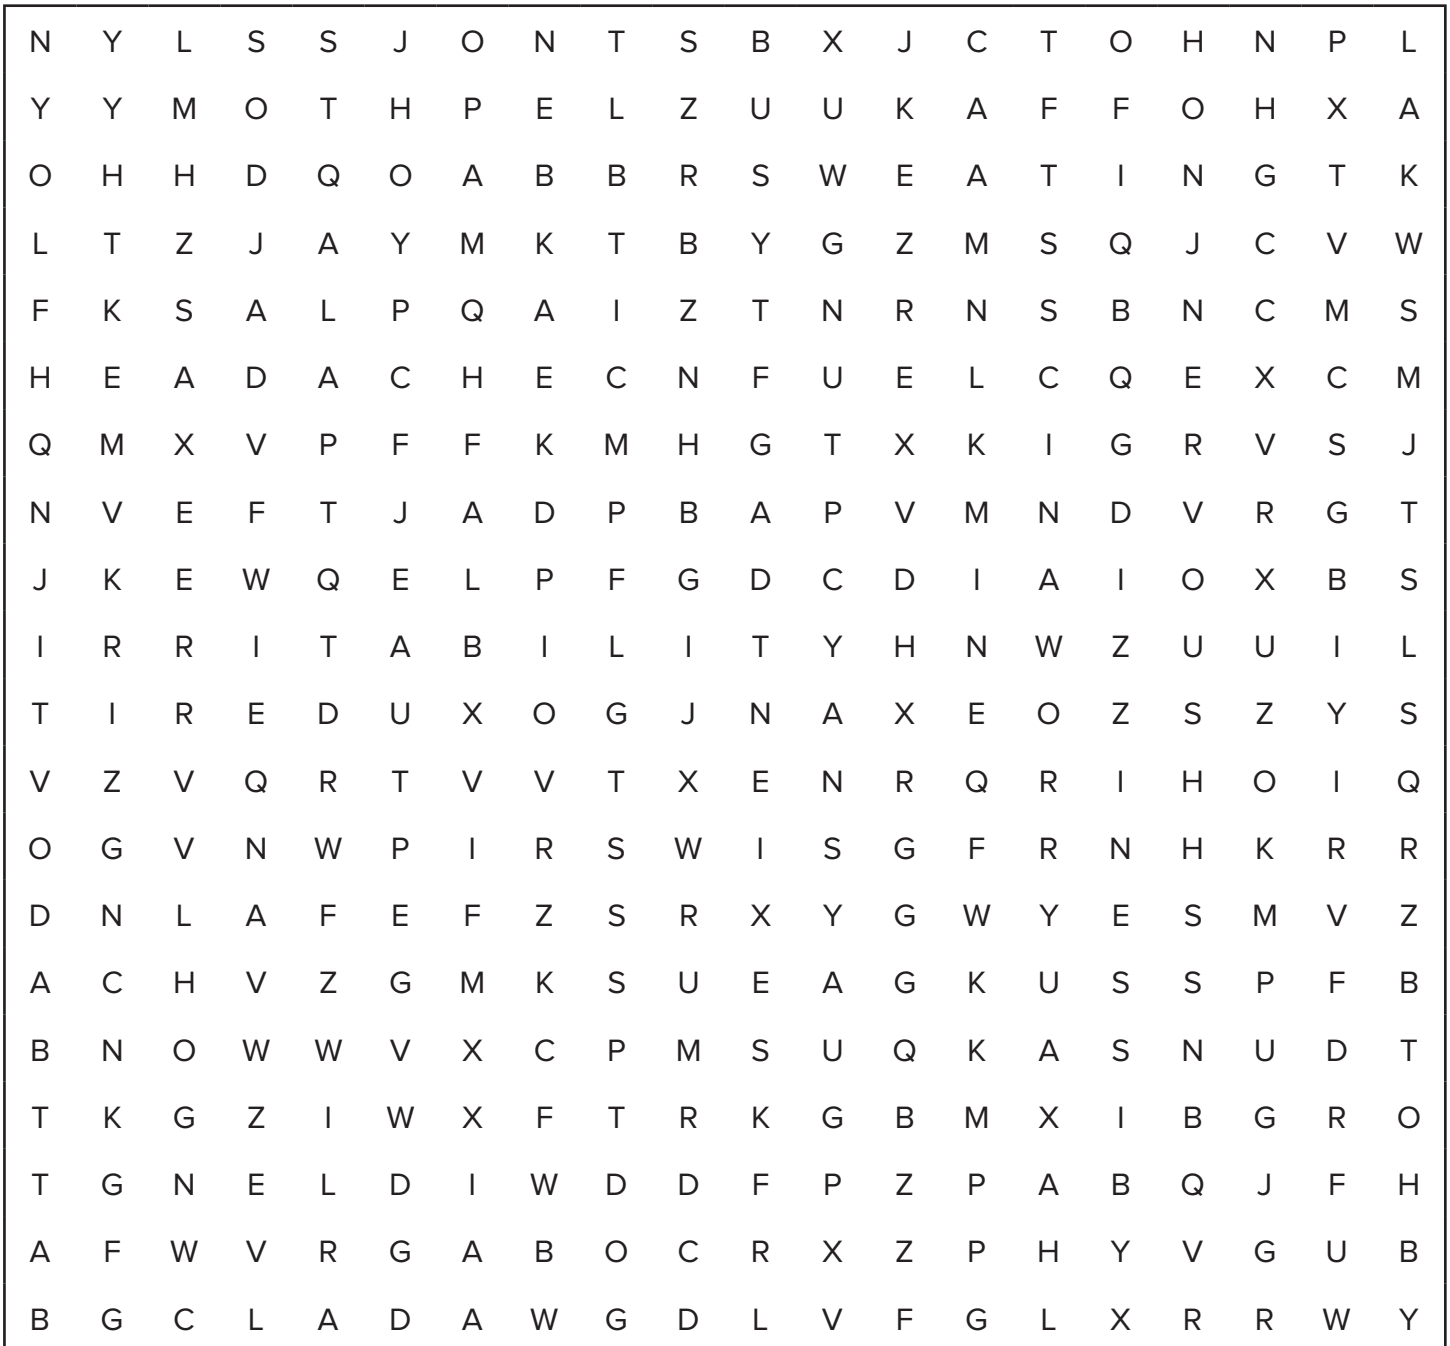 N Y L S S J O N T S B X J C T O H N P L
Y Y M O T H P E L Z U U K A F F O H X A
O H H D Q O A B B R S W E A T I N G T K
L T Z J A Y M K T B Y G Z M S Q J C V W
F K S A L P Q A I Z T N R N S B N C M S
H E A D A C H E C N F U E L C Q E X C M
Q M X V P F F K M H G T X K I G R V S J
N V E F T J A D P B A P V M N D V R G T
J K E W Q E L P F G D C D I A I O X B S
I R R I T A B I L I T Y H N W Z U U I L
T I R E D U X O G J N A X E O Z S Z Y S
V Z V Q R T V V T X E N R Q R I H O I Q
O G V N W P I R S W I S G F R N H K R R
D N L A F E F Z S R X Y G W Y E S M V Z
A C H V Z G M K S U E A G K U S S P F B
B N O W W V X C P M S U Q K A S N U D T
T K G Z I W X F T R K G B M X I B G R O
T G N E L D I W D D F P Z P A B Q J F H
A F W V R G A B O C R X Z P H Y V G U B
B G C L A D A W G D L V F G L X R R W Y